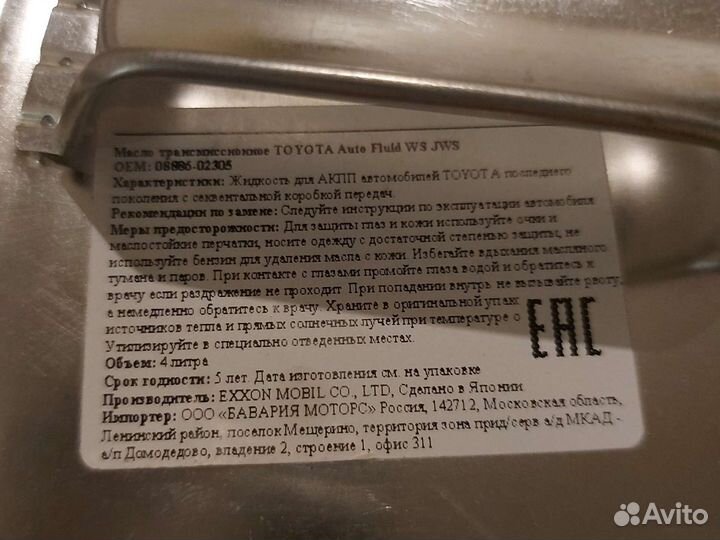 Масло трансмиссионное TOYOTA Auto Fluid WS JWS
OEM: 08886-02305
Характеристики: Жидкость для АКПП автомобилей TOYOTA последнего
поколения с секвентальной коробкой передач.
Рекомендации по замене: Следуйте инструкции по эксплуатации автомобиля
Меры предосторожности: Для защиты глаз и кожи используйте очки и
маслостойкие перчатки, носите одежду с достаточной степенью защиты, не
используйте бензин для удаления масла с кожи. Избегайте вдыхания масляного
тумана и паров. При контакте с глазами промойте глаза водой и обратитесь к
врачу если раздражение не проходит. При попадании внутрь не вызывайте рвоту,
а немедленно обратитесь к врачу. Храните в оригинальной упак
источников тепла и прямых солнечных лучей при температуре о
Утилизируйте в специально отведенных местах.
EAC
Объем: 4 литра
Срок годности: 5 лет. Дата изготовления см. на упаковке
Производитель: EXXON MOBIL CO., LTD, Сделано в Японии
Импортер: ООО «БАВАРИЯ МОТОРС» Россия, 142712, Московская область,
Ленинский район, поселок Мещерино, территория зона прид/серв а/д МКАД -
а/п Домодедово, владение 2, строение 1, офис 311
Avito